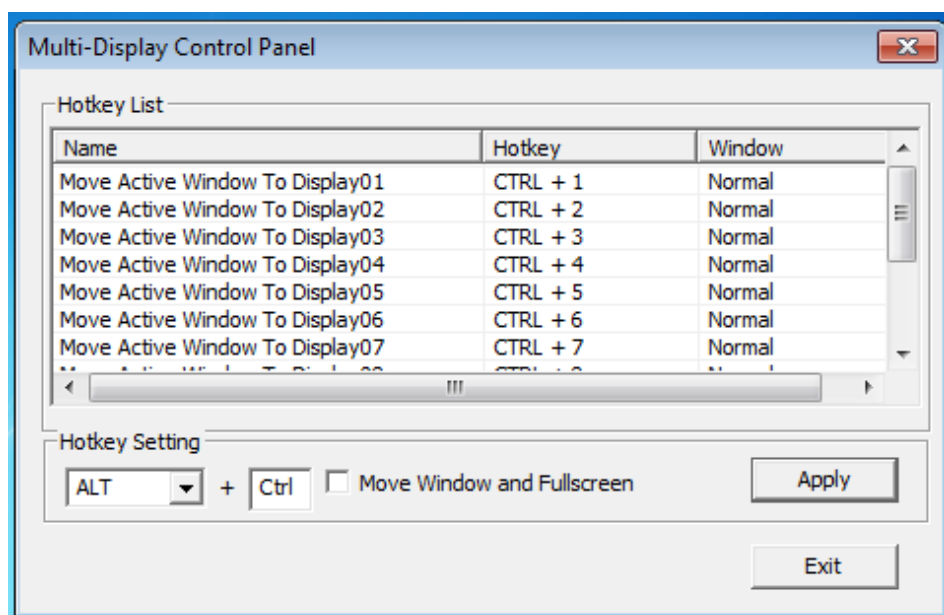 Multi-Display Control Panel
Hotkey List
Name Hotkey Window
Move Active Window To Display01 CTRL + 1 Normal
Move Active Window To Display02 CTRL + 2 Normal
Move Active Window To Display03 CTRL + 3 Normal
Move Active Window To Display04 CTRL + 4 Normal
Move Active Window To Display05 CTRL + 5 Normal
Move Active Window To Display06 CTRL + 6 Normal
Move Active Window To Display07 CTRL + 7 Normal
Hotkey Setting
ALT + Ctrl Move Window and Fullscreen Apply
Exit